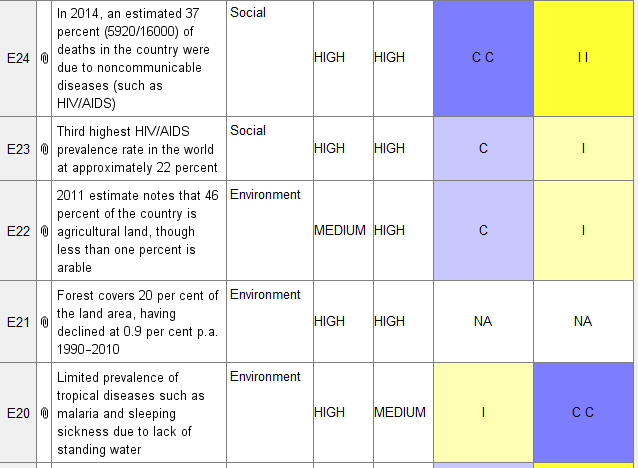 E24
In 2014, an estimated 37
percent (5920/16000) of
deaths in the country were
due to noncommunicable
diseases (such as
HIV/AIDS)
Social
HIGH
HIGH
C C
I I
E23
Third highest HIV/AIDS
prevalence rate in the world
at approximately 22 percent
Social
HIGH
HIGH
C
I
E22
2011 estimate notes that 46
percent of the country is
agricultural land, though
less than one percent is
arable
Environment
MEDIUM
HIGH
C
I
E21
Forest covers 20 per cent of
the land area, having
declined at 0.9 per cent p.a.
1990–2010
Environment
HIGH
HIGH
NA
NA
E20
Limited prevalence of
tropical diseases such as
malaria and sleeping
sickness due to lack of
standing water
Environment
HIGH
MEDIUM
I
C C